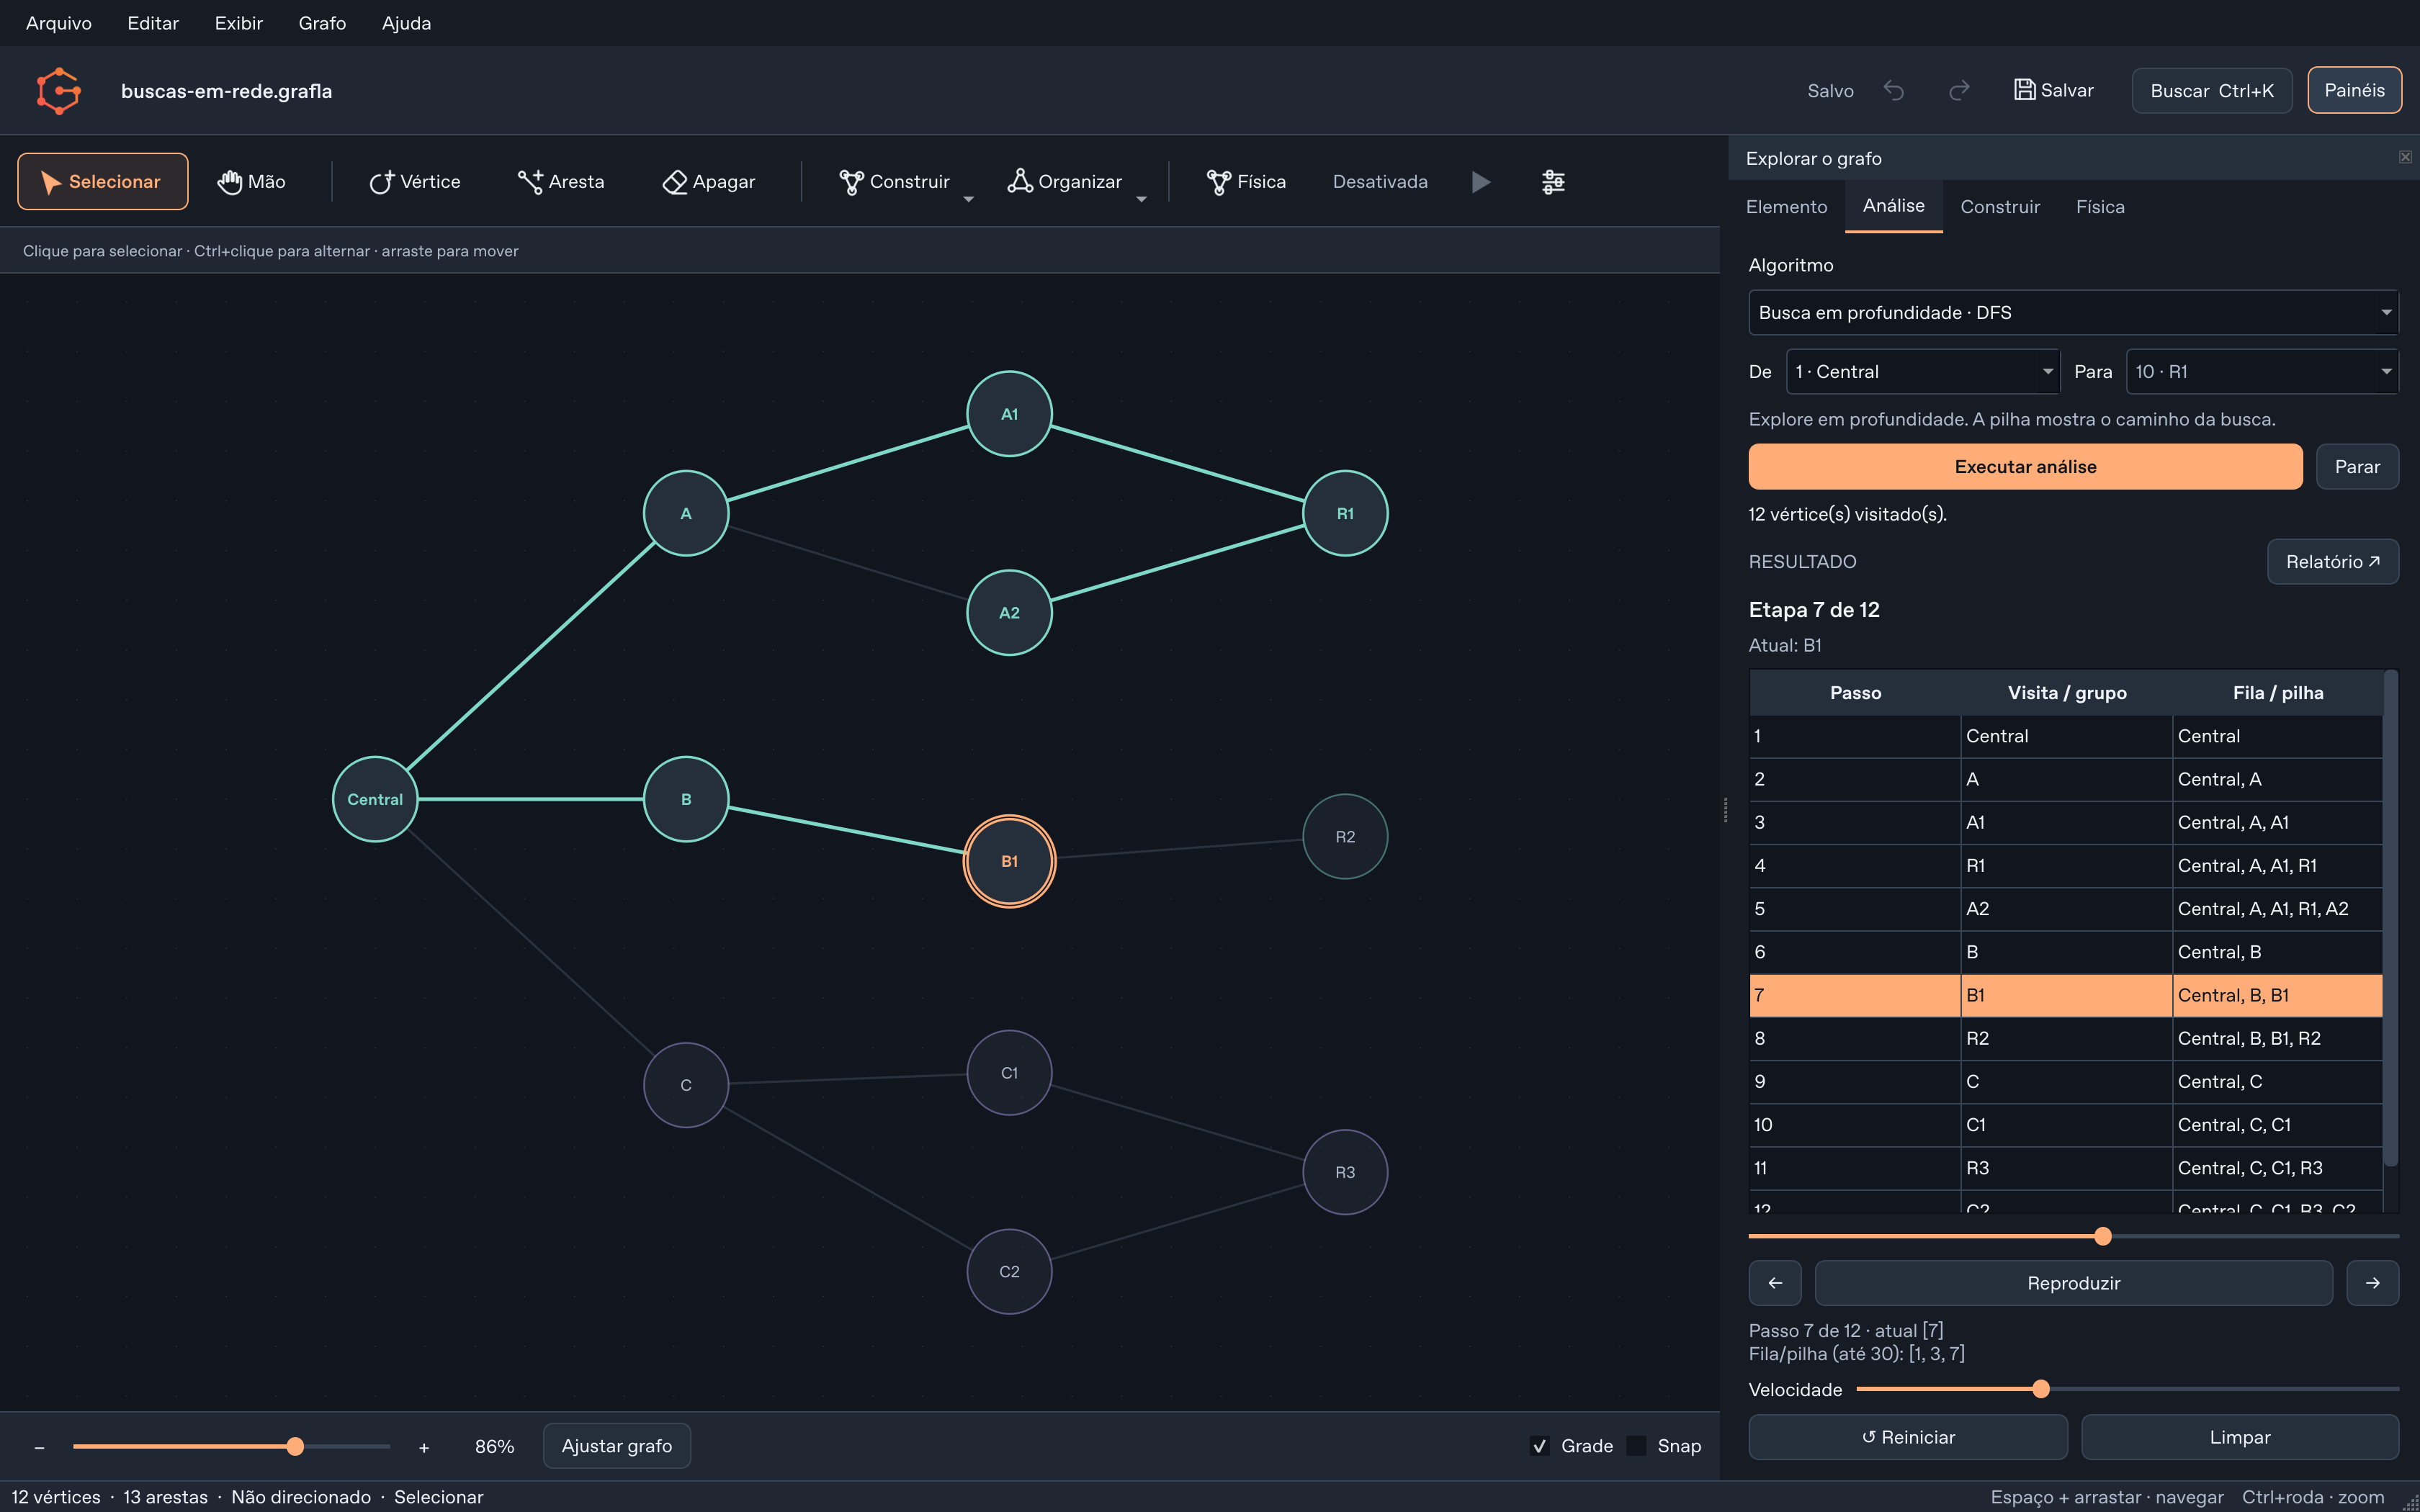 Arquivo Editar Exibir Grafo Ajuda
buscas-em-rede.grafla
Salvo Salvar Buscar Ctrl+K Painéis
Selecionar Mão Vértice Aresta Apagar Construir Organizar Física Desativada
Clique para selecionar · Ctrl+clique para alternar · arraste para mover
A1
A
R1
A2
Central
B
B1
R2
C
C1
R3
C2
Explorar o grafo
Elemento Análise Construir Física
Algoritmo
Busca em profundidade · DFS
De 1 · Central Para 10 · R1
Explore em profundidade. A pilha mostra o caminho da busca.
Executar análise Parar
12 vértice(s) visitado(s).
RESULTADO Relatório ↗
Etapa 7 de 12
Atual: B1
Passo Visita / grupo Fila / pilha
1 Central Central
2 A Central, A
3 A1 Central, A, A1
4 R1 Central, A, A1, R1
5 A2 Central, A, A1, R1, A2
6 B Central, B
7 B1 Central, B, B1
8 R2 Central, B, B1, R2
9 C Central, C
10 C1 Central, C, C1
11 R3 Central, C, C1, R3
12 C2 Central, C, C1, R3, C2
← Reproduzir →
Passo 7 de 12 · atual [7]
Fila/pilha (até 30): [1, 3, 7]
Velocidade
↺ Reiniciar Limpar
− + 86% Ajustar grafo Grade Snap
12 vértices · 13 arestas · Não direcionado · Selecionar
Espaço + arrastar · navegar Ctrl+roda · zoom